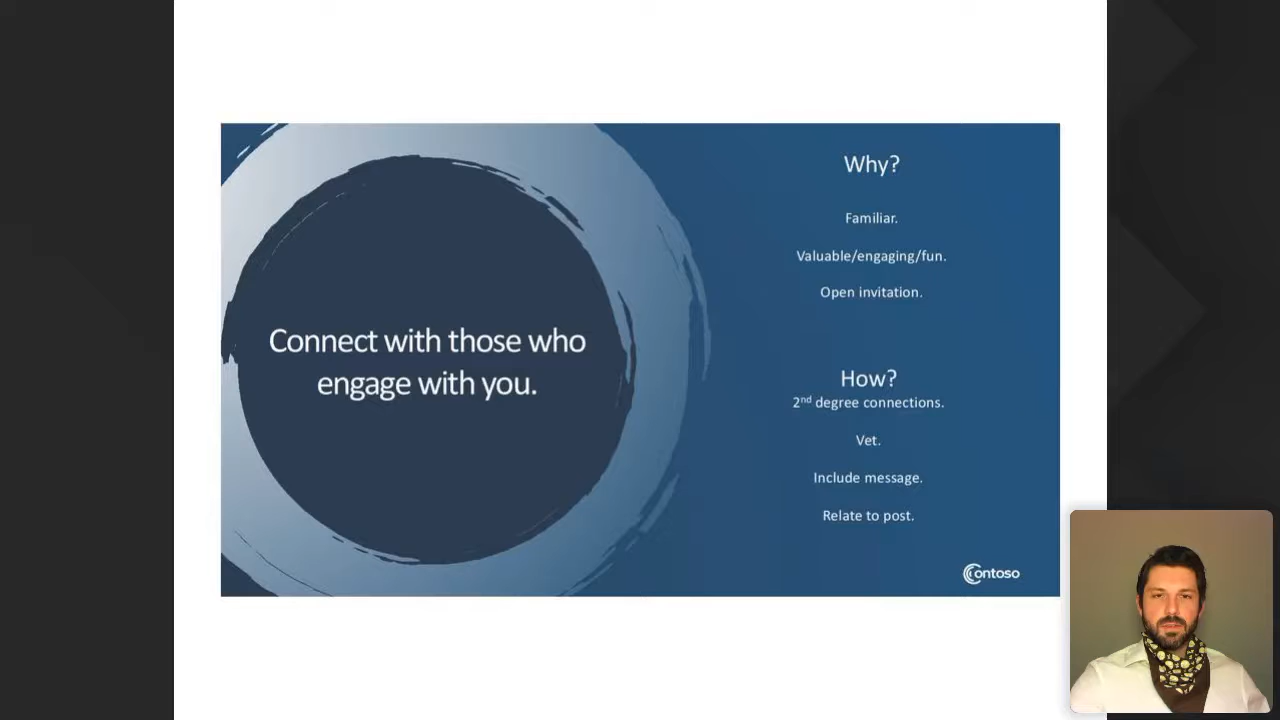 Connect with those who
engage with you.
Why?
Familiar.
Valuable/engaging/fun.
Open invitation.
How?
2nd degree connections.
Vet.
Include message.
Relate to post.
Contoso